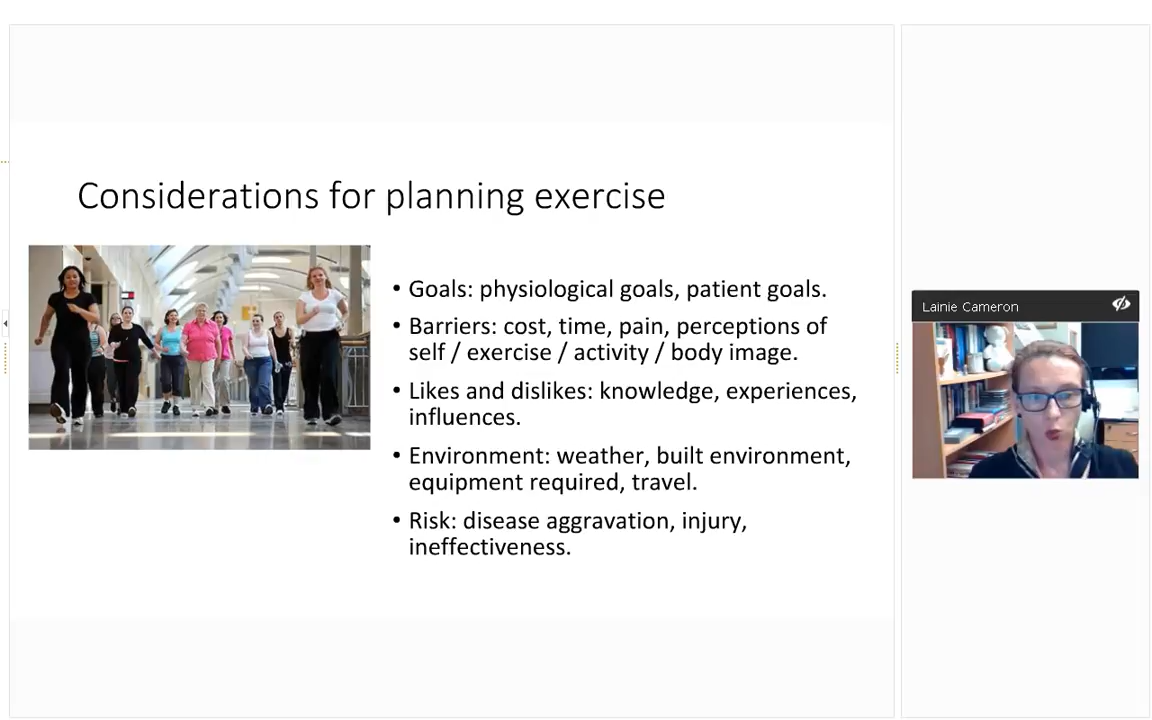 Considerations for planning exercise
• Goals: physiological goals, patient goals.
• Barriers: cost, time, pain, perceptions of
self / exercise / activity / body image.
• Likes and dislikes: knowledge, experiences,
influences.
• Environment: weather, built environment,
equipment required, travel.
• Risk: disease aggravation, injury,
ineffectiveness.
Lainie Cameron